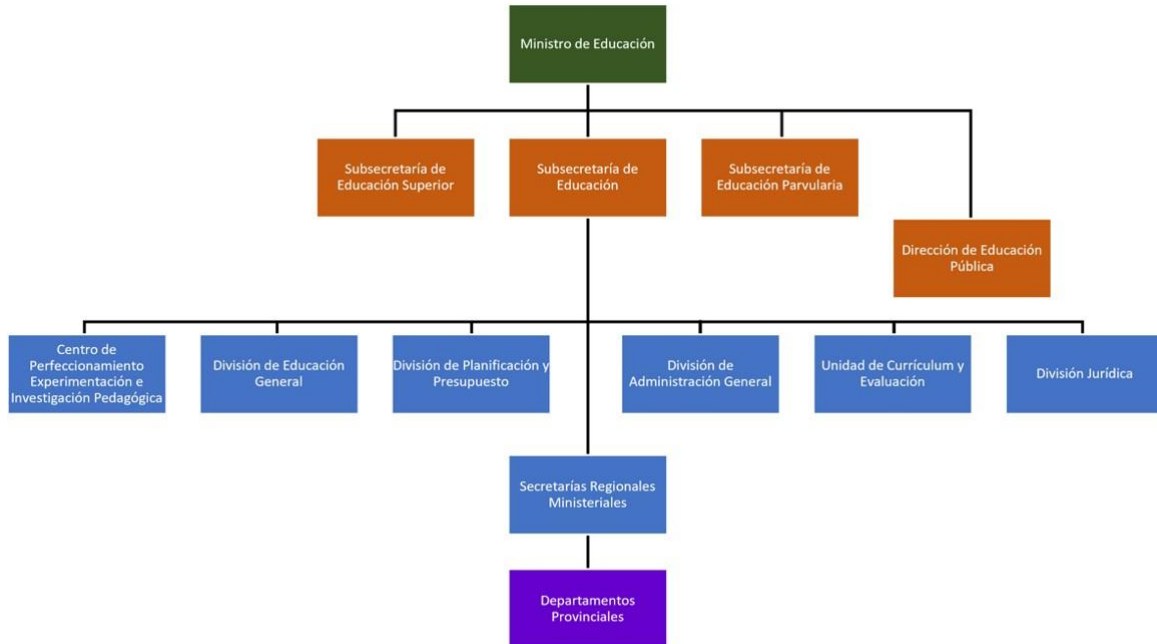 Ministro de Educación
Subsecretaría de
Educación Superior
Subsecretaría de
Educación
Subsecretaría de
Educación Parvularia
Dirección de Educación
Pública
Centro de
Perfeccionamiento
Experimentación e
Investigación Pedagógica
División de Educación
General
División de Planificación y
Presupuesto
División de
Administración General
Unidad de Currículum y
Evaluación
División Jurídica
Secretarías Regionales
Ministeriales
Departamentos
Provinciales